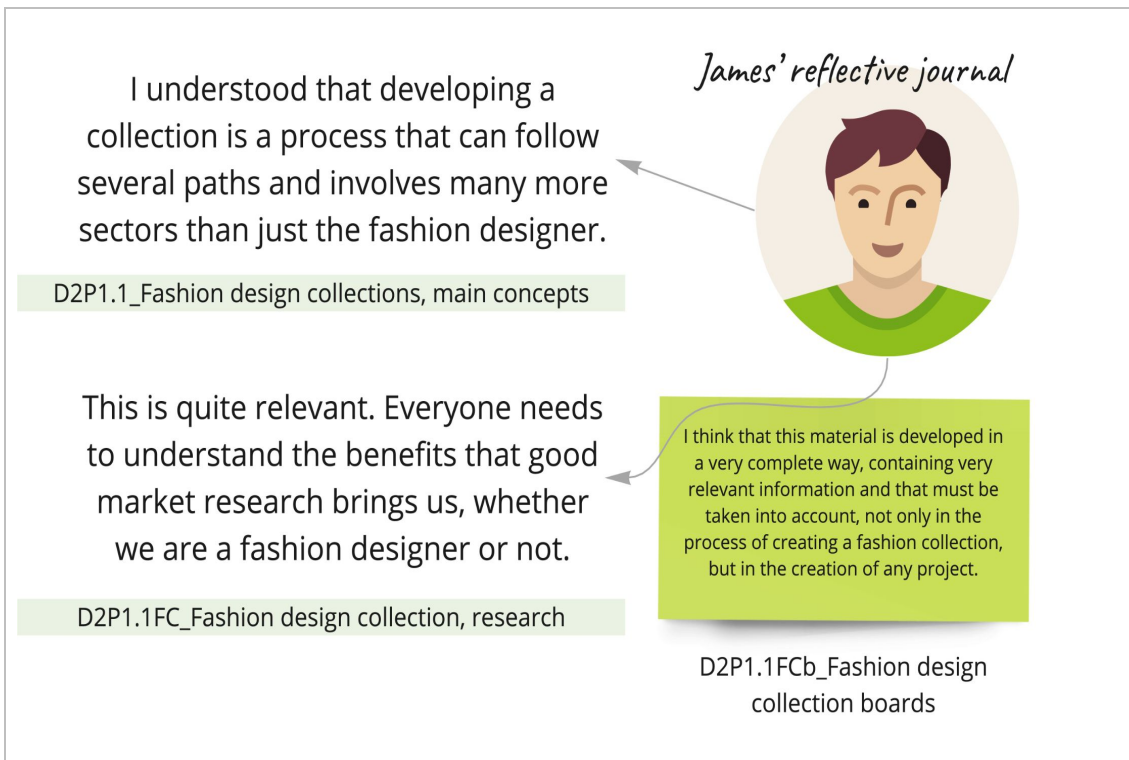 James' reflective journal
I understood that developing a
collection is a process that can follow
several paths and involves many more
sectors than just the fashion designer.
D2P1.1_Fashion design collections, main concepts
This is quite relevant. Everyone needs
to understand the benefits that good
market research brings us, whether
we are a fashion designer or not.
D2P1.1FC_Fashion design collection, research
I think that this material is developed in
a very complete way, containing very
relevant information and that must be
taken into account, not only in the
process of creating a fashion collection,
but in the creation of any project.
D2P1.1FCb_Fashion design
collection boards